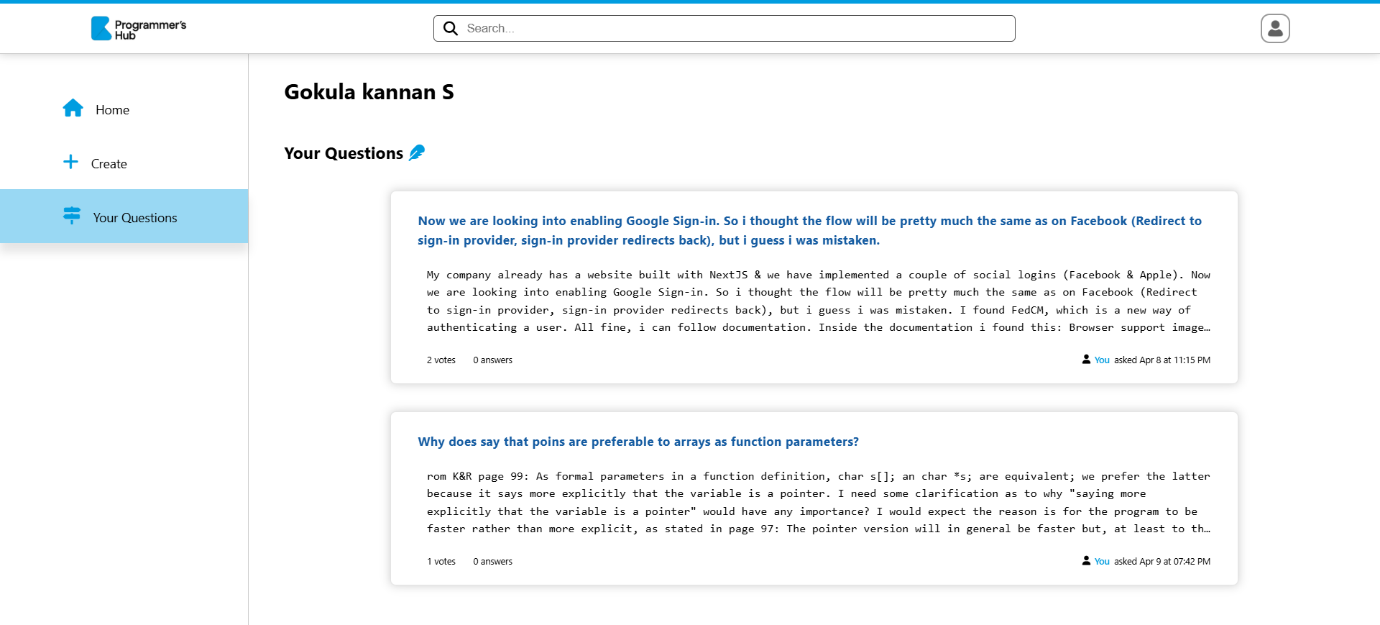 Programmer's
Hub
Search...
Home
Create
Your Questions
Gokula kannan S
Your Questions
Now we are looking into enabling Google Sign-in. So i thought the flow will be pretty much the same as on Facebook (Redirect to
sign-in provider, sign-in provider redirects back), but i guess i was mistaken.
My company already has a website built with NextJS & we have implemented a couple of social logins (Facebook & Apple). Now
we are looking into enabling Google Sign-in. So i thought the flow will be pretty much the same as on Facebook (Redirect
to sign-in provider, sign-in provider redirects back), but i guess i was mistaken. I found FedCM, which is a new way of
authenticating a user. All fine, i can follow documentation. Inside the documentation i found this: Browser support image…
2 votes 0 answers You asked Apr 8 at 11:15 PM
Why does say that poins are preferable to arrays as function parameters?
rom K&R page 99: As formal parameters in a function definition, char s[]; an char *s; are equivalent; we prefer the latter
because it says more explicitly that the variable is a pointer. I need some clarification as to why "saying more
explicitly that the variable is a pointer" would have any importance? I would expect the reason is for the program to be
faster rather than more explicit, as stated in page 97: The pointer version will in general be faster but, at least to th…
1 votes 0 answers You asked Apr 9 at 07:42 PM